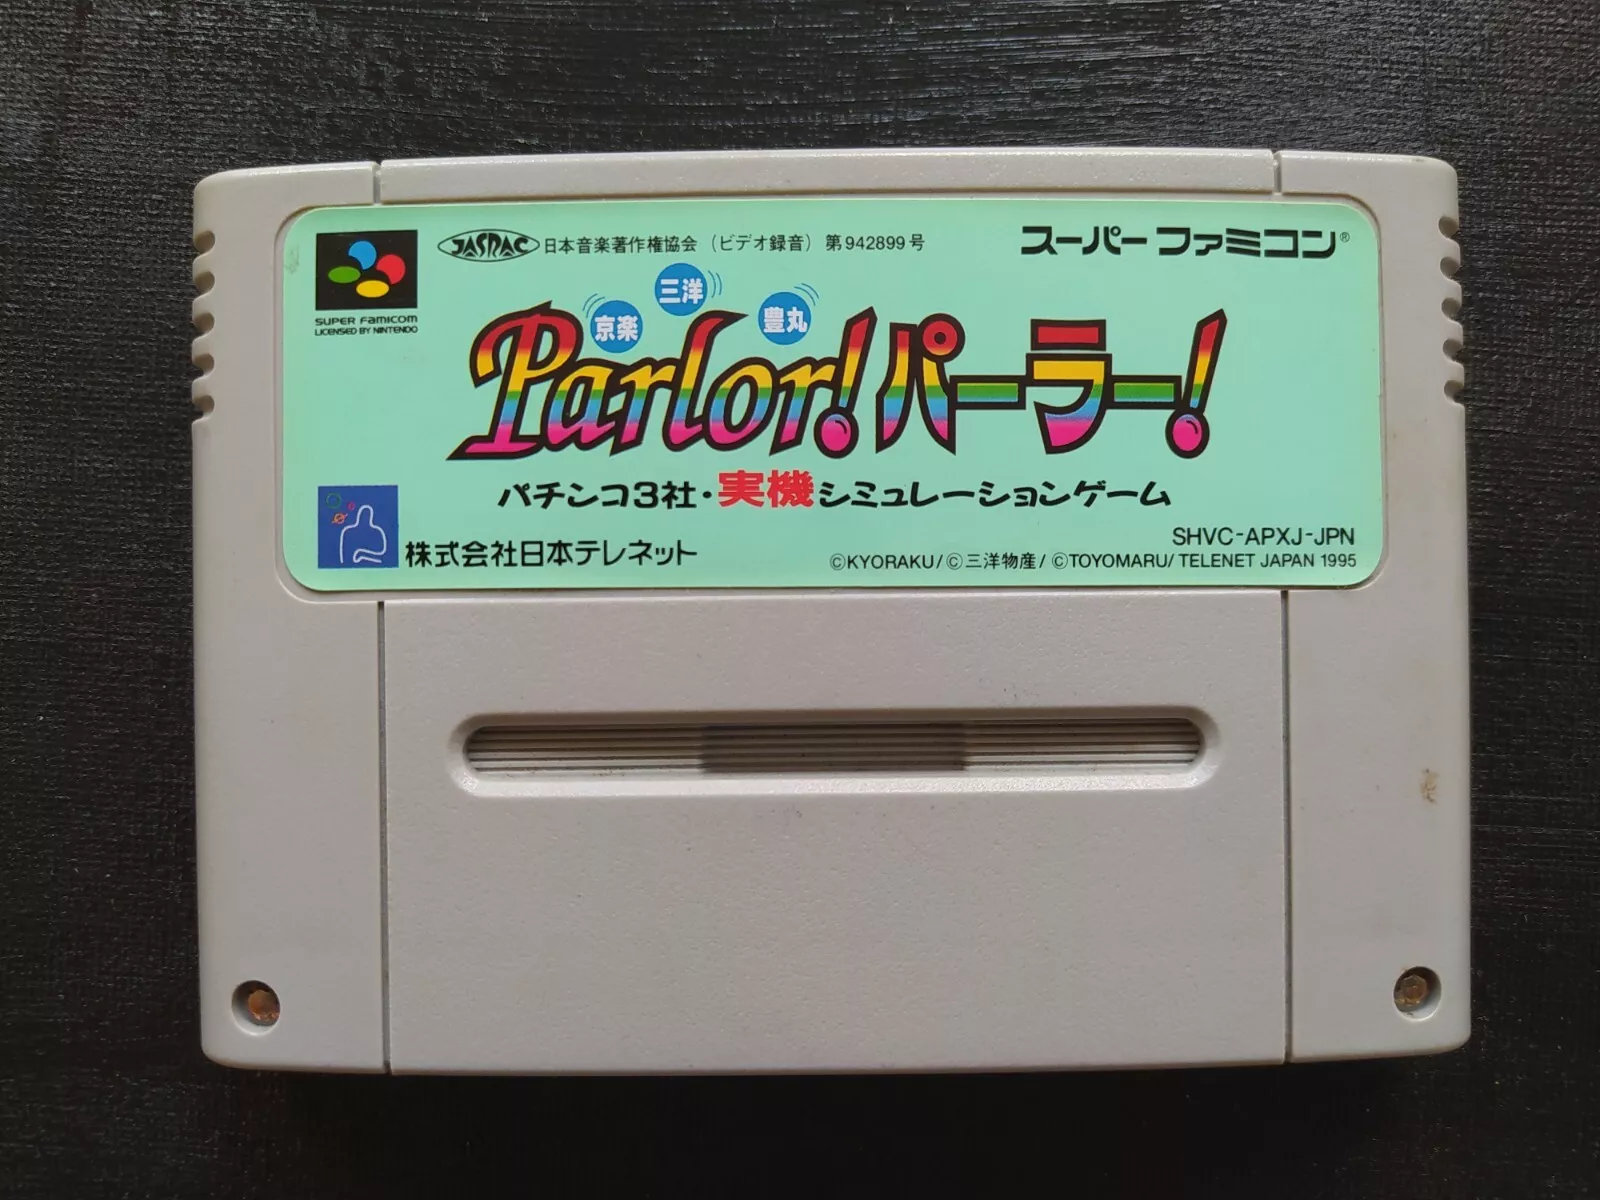 JASRAC 日本音楽著作権協会（ビデオ録音）第942899号
スーパーファミコン®
SUPER FAMICOM
LICENSED BY NINTENDO
京楽 三洋 豊丸
Parlor! パーラー!
パチンコ3社・実機シミュレーションゲーム
SHVC-APXJ-JPN
株式会社日本テレネット
©KYORAKU/©三洋物産/©TOYOMARU/TELENET JAPAN 1995